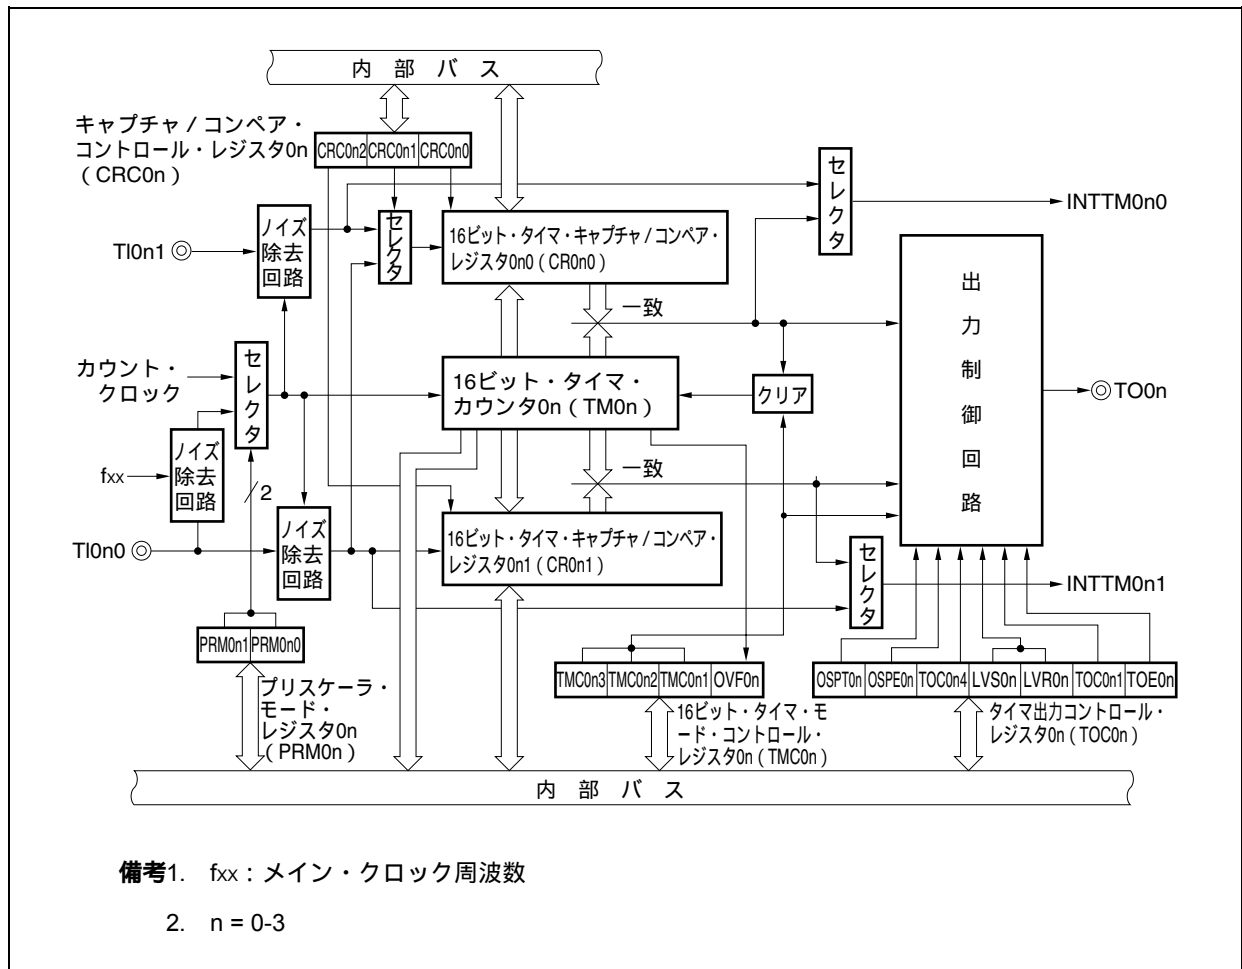 内 部 バ ス
キャプチャ / コンペア・
コントロール・レジスタ0n
( CRC0n )
CRC0n2 CRC0n1 CRC0n0
セレクタ
INTTM0n0
TI0n1
ノイズ
除去
回路
セレクタ
16ビット・タイマ・キャプチャ / コンペア・
レジスタ0n0 ( CR0n0 )
一致
出力制御回路
カウント・
クロック
セレクタ
16ビット・タイマ・
カウンタ0n ( TM0n )
クリア
TO0n
fxx
ノイズ
除去
回路
2
一致
TI0n0
ノイズ
除去
回路
16ビット・タイマ・キャプチャ / コンペア・
レジスタ0n1 ( CR0n1 )
セレクタ
INTTM0n1
PRM0n1 PRM0n0
プリスケーラ・
モード・
レジスタ0n
( PRM0n )
TMC0n3 TMC0n2 TMC0n1 OVF0n
16ビット・タイマ・モ
ード・コントロール・
レジスタ0n ( TMC0n )
OSPT0n OSPE0n TOC0n4 LVS0n LVR0n TOC0n1 TOE0n
タイマ出力コントロール・
レジスタ0n ( TOC0n )
内 部 バ ス
備考1. fxx : メイン・クロック周波数
2. n = 0-3